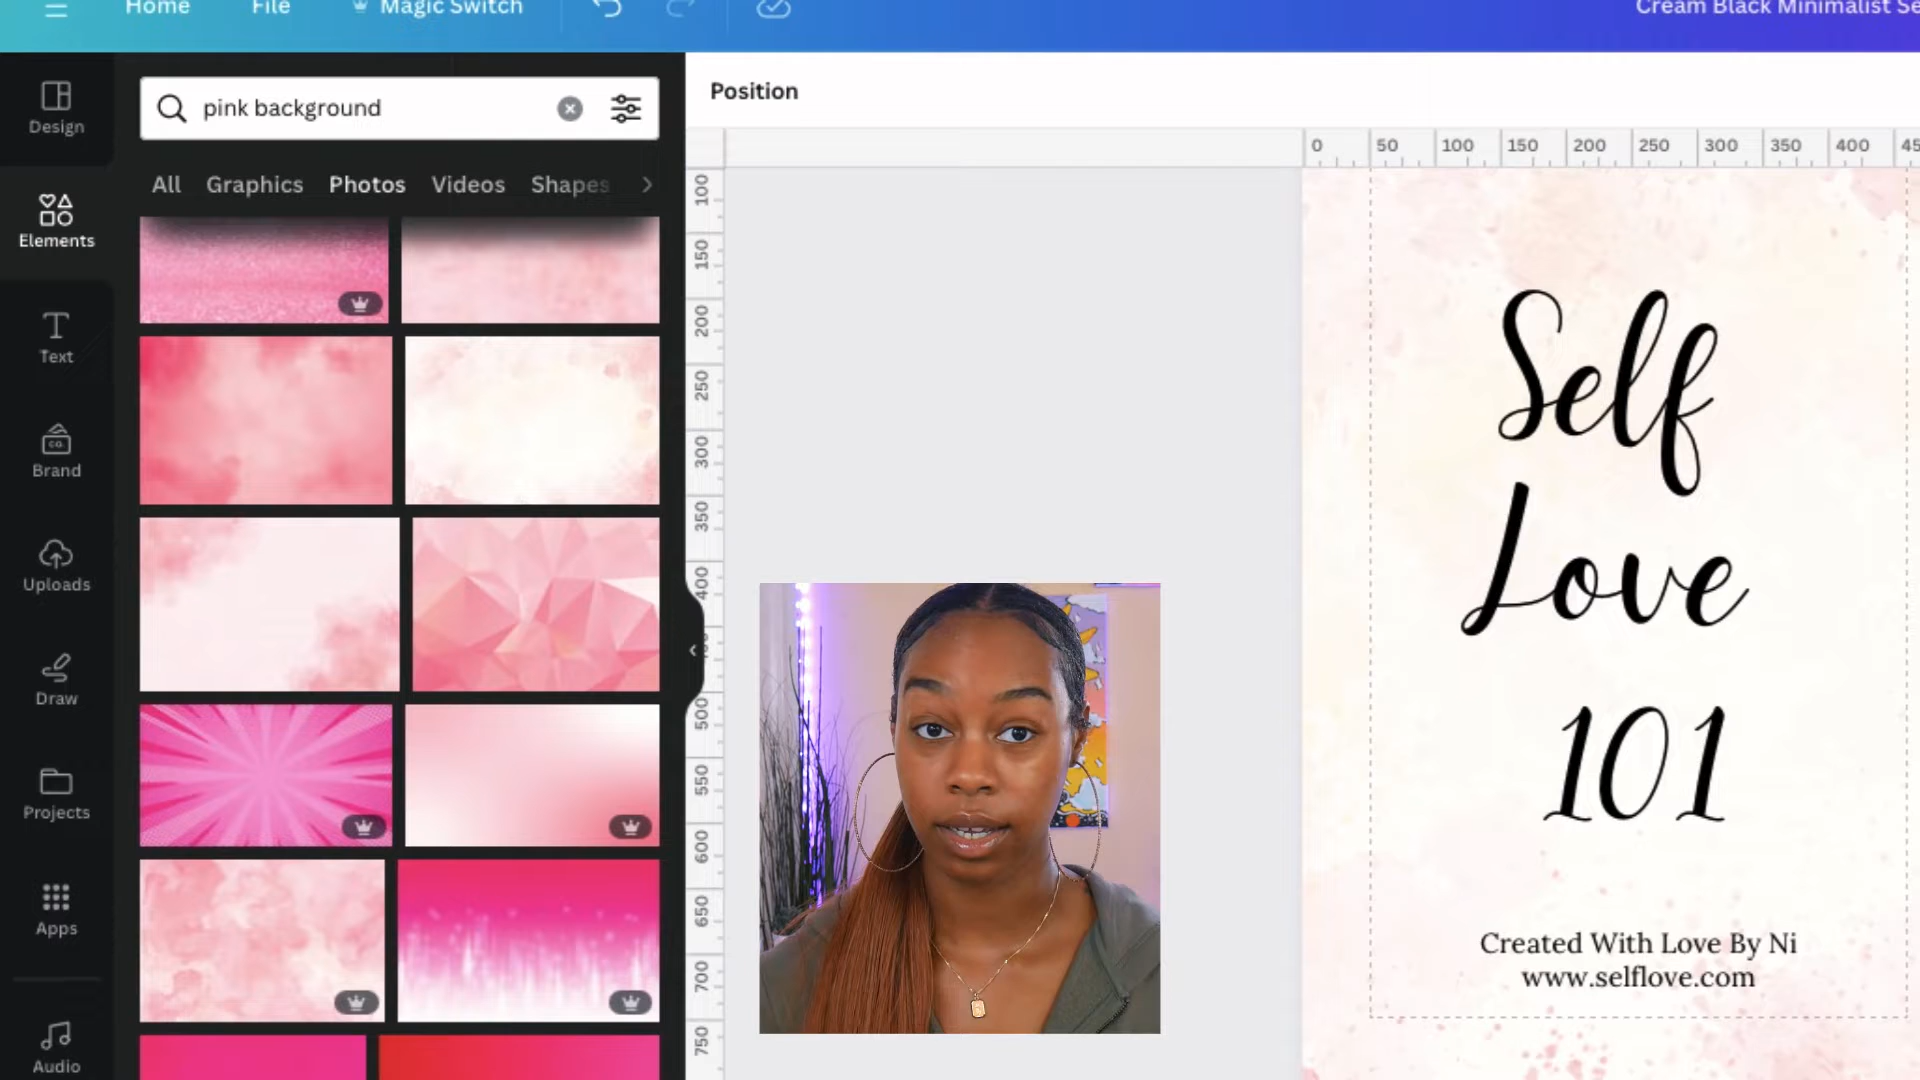 Home File Magic Switch
Cream Black Minimalist Se
Design
Elements
Text
Brand
CO.
Uploads
Draw
Projects
Apps
Audio
pink background
All Graphics Photos Videos Shapes
Position
0 50 100 150 200 250 300 350 400 45
100
150
200
250
300
350
400
500
550
600
650
700
750
Self
Love
101
Created With Love By Ni
www.selflove.com